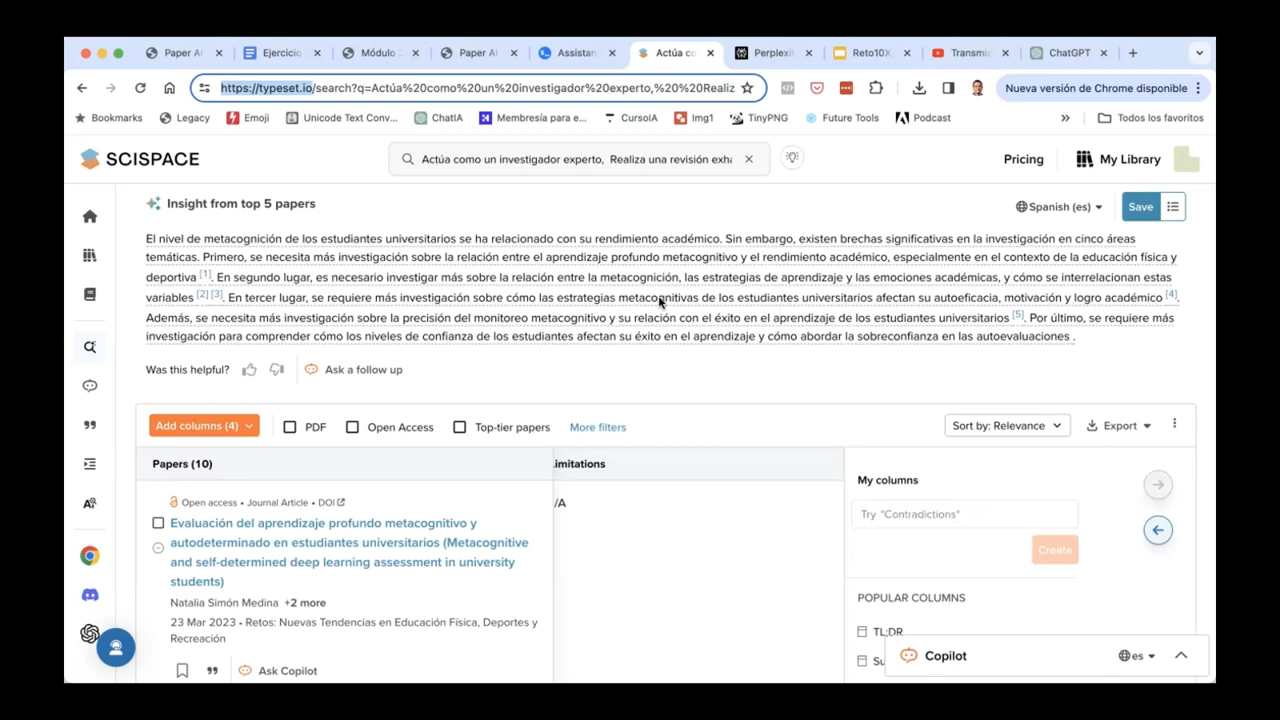 Paper AI
Ejercicio
Módulo
Paper AI
Assistan
Actúa co
Perplexit
Reto10X
Transmis
ChatGPT
https://typeset.io/search?q=Actúa%20como%20un%20investigador%20experto,%20%20Realiz
Nueva versión de Chrome disponible
Bookmarks
Legacy
Emoji
Unicode Text Conv...
ChatIA
Membresía para e...
CursoIA
Img1
TinyPNG
Future Tools
Podcast
Todos los favoritos
SCISPACE
Actúa como un investigador experto, Realiza una revisión exha
Pricing
My Library
Insight from top 5 papers
Spanish (es)
Save
El nivel de metacognición de los estudiantes universitarios se ha relacionado con su rendimiento académico. Sin embargo, existen brechas significativas en la investigación en cinco áreas
temáticas. Primero, se necesita más investigación sobre la relación entre el aprendizaje profundo metacognitivo y el rendimiento académico, especialmente en el contexto de la educación física y
deportiva [1]. En segundo lugar, es necesario investigar más sobre la relación entre la metacognición, las estrategias de aprendizaje y las emociones académicas, y cómo se interrelacionan estas
variables [2] [3]. En tercer lugar, se requiere más investigación sobre cómo las estrategias metacognitivas de los estudiantes universitarios afectan su autoeficacia, motivación y logro académico [4].
Además, se necesita más investigación sobre la precisión del monitoreo metacognitivo y su relación con el éxito en el aprendizaje de los estudiantes universitarios [5]. Por último, se requiere más
investigación para comprender cómo los niveles de confianza de los estudiantes afectan su éxito en el aprendizaje y cómo abordar la sobreconfianza en las autoevaluaciones .
Was this helpful?
Ask a follow up
Add columns (4)
PDF
Open Access
Top-tier papers
More filters
Sort by: Relevance
Export
Papers (10)
imitations
My columns
Open access • Journal Article • DOI
/A
Try "Contradictions"
Evaluación del aprendizaje profundo metacognitivo y
autodeterminado en estudiantes universitarios (Metacognitive
and self-determined deep learning assessment in university
students)
Create
Natalia Simón Medina +2 more
POPULAR COLUMNS
23 Mar 2023 • Retos: Nuevas Tendencias en Educación Física, Deportes y
Recreación
TL;DR
Su
Copilot
es
Ask Copilot